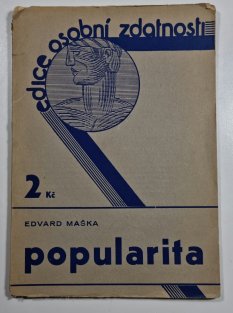 edice osobní zdatnosti
2 Kč
EDVARD MAŠKA
popularita